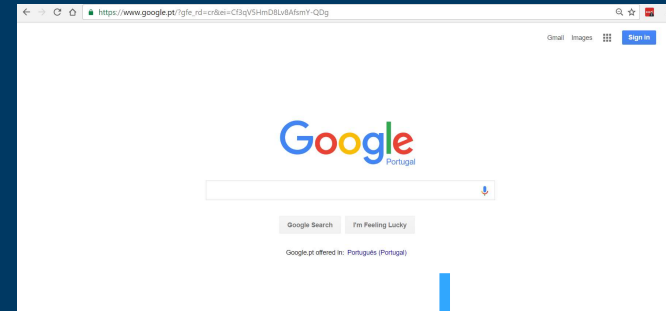 https://www.google.pt/?gfe_rd=cr&ei=Cf3qV5HmD8Lv8AfsmY-QDg
Gmail Images Sign in
Google
Portugal
Google Search I'm Feeling Lucky
Google.pt offered in: Português (Portugal)